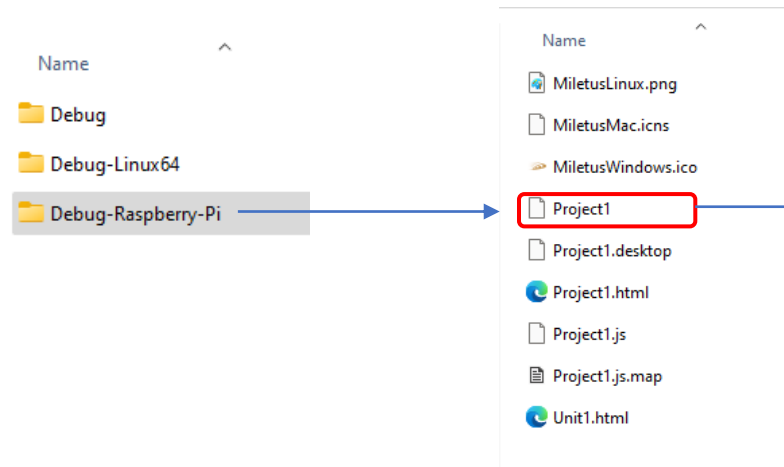 Name
Debug
Debug-Linux64
Debug-Raspberry-Pi
Name
MiletusLinux.png
MiletusMac.icns
MiletusWindows.ico
Project1
Project1.desktop
Project1.html
Project1.js
Project1.js.map
Unit1.html